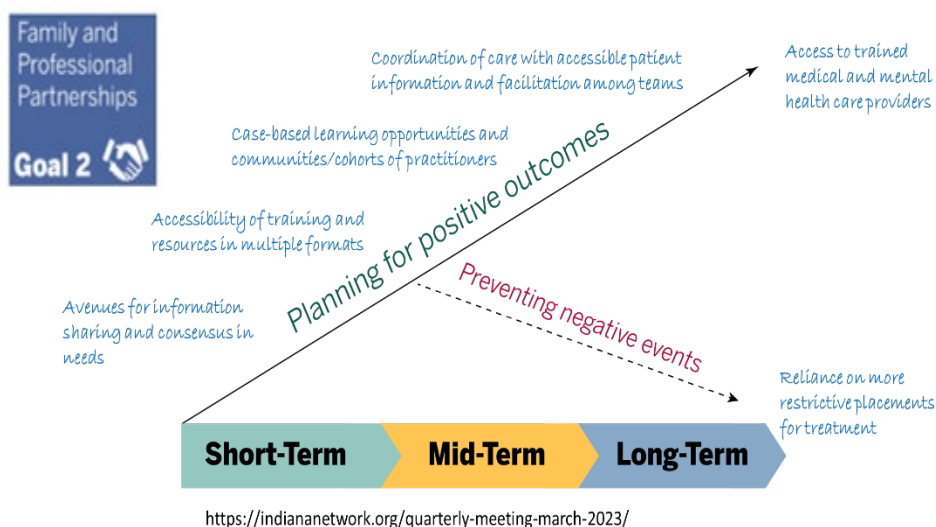 Family and
Professional
Partnerships
Goal 2
Coordination of care with accessible patient
information and facilitation among teams
Access to trained
medical and mental
health care providers
Case-based learning opportunities and
communities/cohorts of practitioners
Accessibility of training and
resources in multiple formats
Avenues for information
sharing and consensus in
needs
Planning for positive outcomes
Preventing negative events
Reliance on more
restrictive placements
for treatment
Short-Term
Mid-Term
Long-Term
https://indiananetwork.org/quarterly-meeting-march-2023/